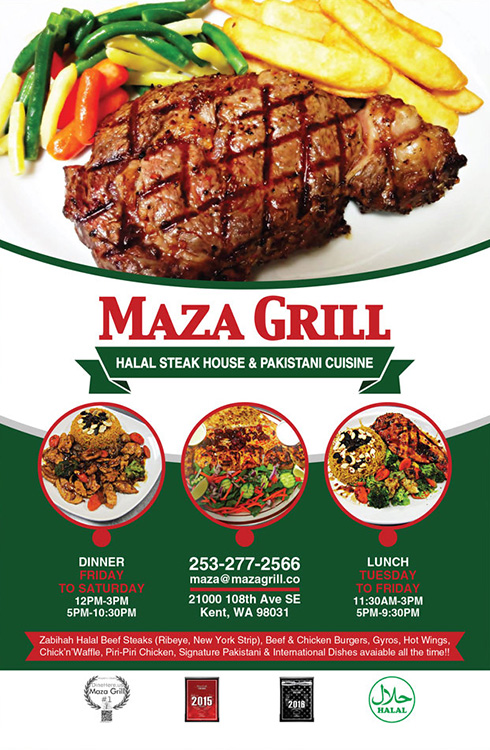 MAZA GRILL
HALAL STEAK HOUSE & PAKISTANI CUISINE
DINNER
FRIDAY
TO SATURDAY
12PM-3PM
5PM-10:30PM
253-277-2566
maza@mazagrill.co
21000 108th Ave SE
Kent, WA 98031
LUNCH
TUESDAY
TO FRIDAY
11:30AM-3PM
5PM-9:30PM
Zabihah Halal Beef Steaks (Ribeye, New York Strip), Beef & Chicken Burgers, Gyros, Hot Wings,
Chick'n'Waffle, Piri-Piri Chicken, Signature Pakistani & International Dishes avaiable all the time!!
Maza Grill
#1
2015
2016
حلال
HALAL